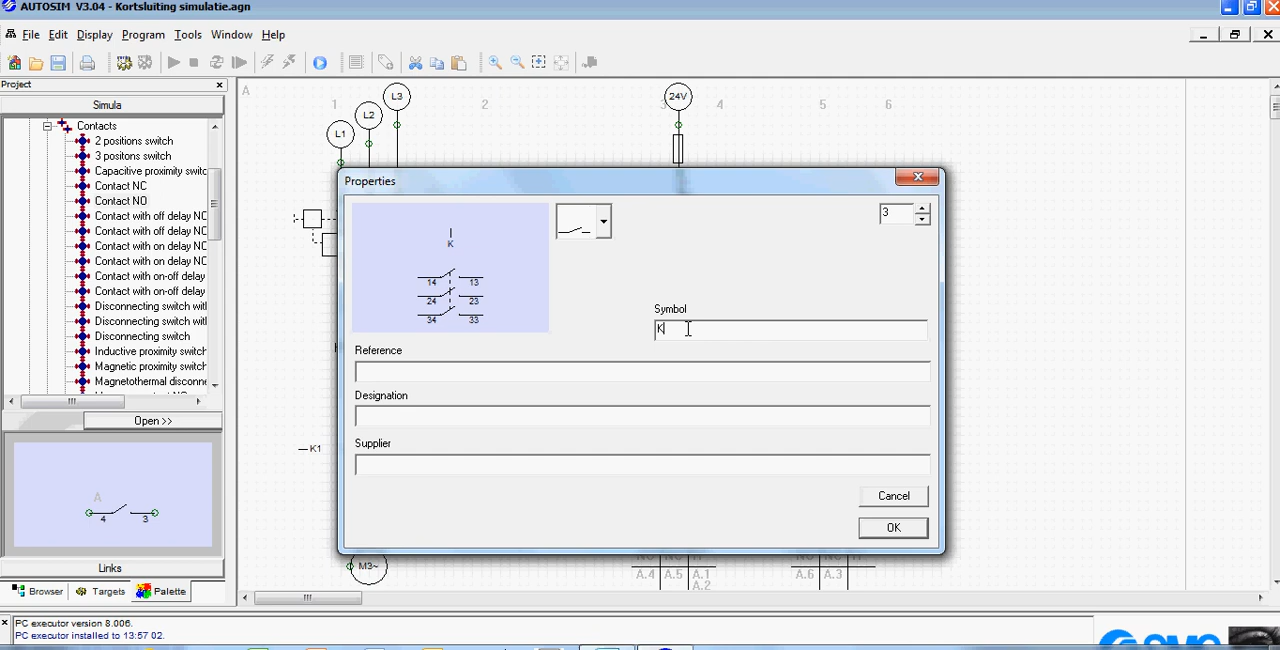 AUTOSIM V3.04 - Kortsluiting simulatie.agn
File Edit Display Program Tools Window Help
Project
Simula
Contacts
2 positions switch
3 positons switch
Capacitive proximity switc
Contact NC
Contact NO
Contact with off delay NC
Contact with off delay NO
Contact with on delay NC
Contact with on delay NO
Contact with on-off delay
Contact with on-off delay
Disconnecting switch wit
Disconnecting switch wit
Disconnecting switch
Inductive proximity switch
Magnetic proximity switch
Magnetothermal disconne
Open >>
A
4 3
Links
Browser Targets Palette
A
1 2 3 4 5 6
L1 L2 L3 24V
K1
M3~
A.4 A.5 A.1 A.6 A.3
A.2
Properties
K
14 13
24 23
34 33
3
Symbol
K
Reference
Designation
Supplier
Cancel
OK
PC executor version 8.006.
PC executor installed to 13:57 02.